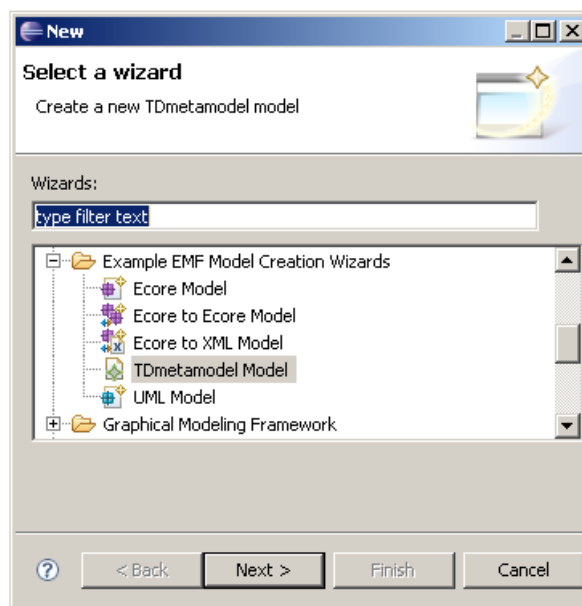 New
Select a wizard
Create a new TDmetamodel model
Wizards:
type filter text
Example EMF Model Creation Wizards
Ecore Model
Ecore to Ecore Model
Ecore to XML Model
TDmetamodel Model
UML Model
Graphical Modeling Framework
? < Back Next > Finish Cancel